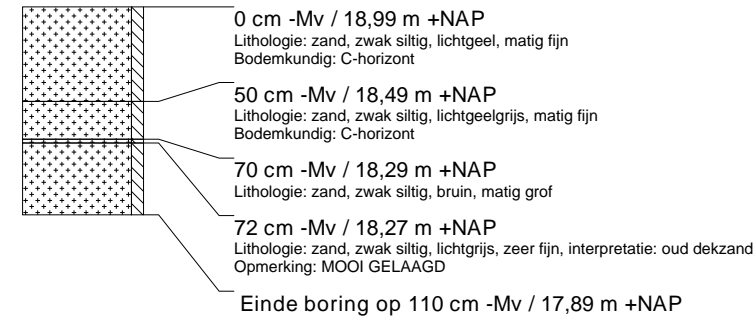 0 cm -Mv / 18,99 m +NAP
Lithologie: zand, zwak siltig, lichtgeel, matig fijn
Bodemkundig: C-horizont
50 cm -Mv / 18,49 m +NAP
Lithologie: zand, zwak siltig, lichtgeelgrijs, matig fijn
Bodemkundig: C-horizont
70 cm -Mv / 18,29 m +NAP
Lithologie: zand, zwak siltig, bruin, matig grof
72 cm -Mv / 18,27 m +NAP
Lithologie: zand, zwak siltig, lichtgrijs, zeer fijn, interpretatie: oud dekzand
Opmerking: MOOI GELAAGD
Einde boring op 110 cm -Mv / 17,89 m +NAP